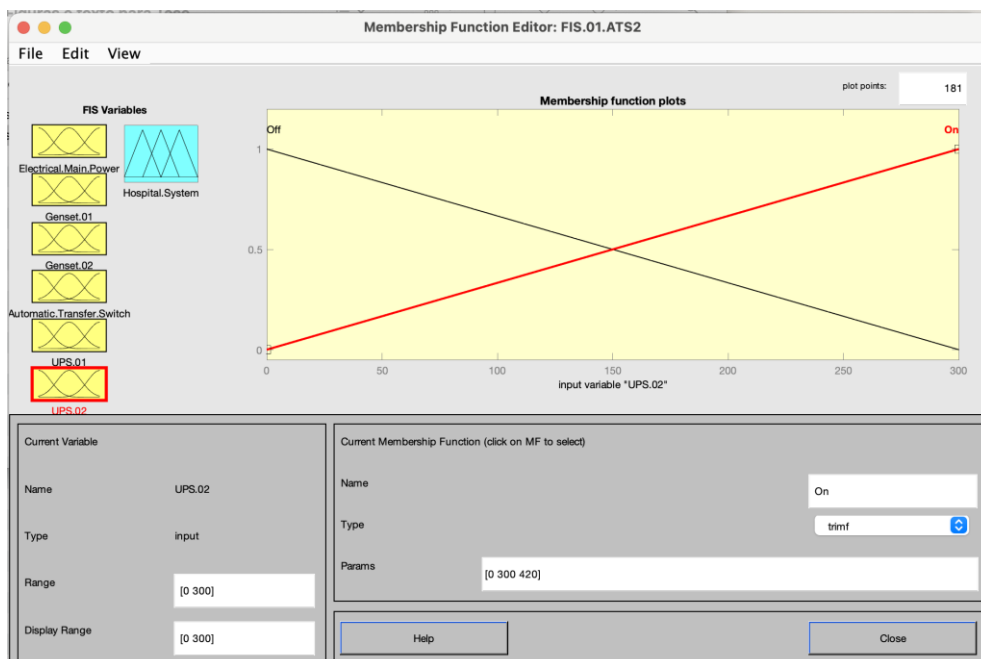 Membership Function Editor: FIS.01.ATS2
File Edit View
plot points: 181
FIS Variables
Membership function plots
Electrical.Main.Power
Hospital.System
Genset.01
Genset.02
Automatic.Transfer.Switch
UPS.01
UPS.02
Off
On
1
0.5
0
0 50 100 150 200 250 300
input variable "UPS.02"
Current Variable
Name UPS.02
Type input
Range [0 300]
Display Range [0 300]
Current Membership Function (click on MF to select)
Name On
Type trimf
Params [0 300 420]
Help Close